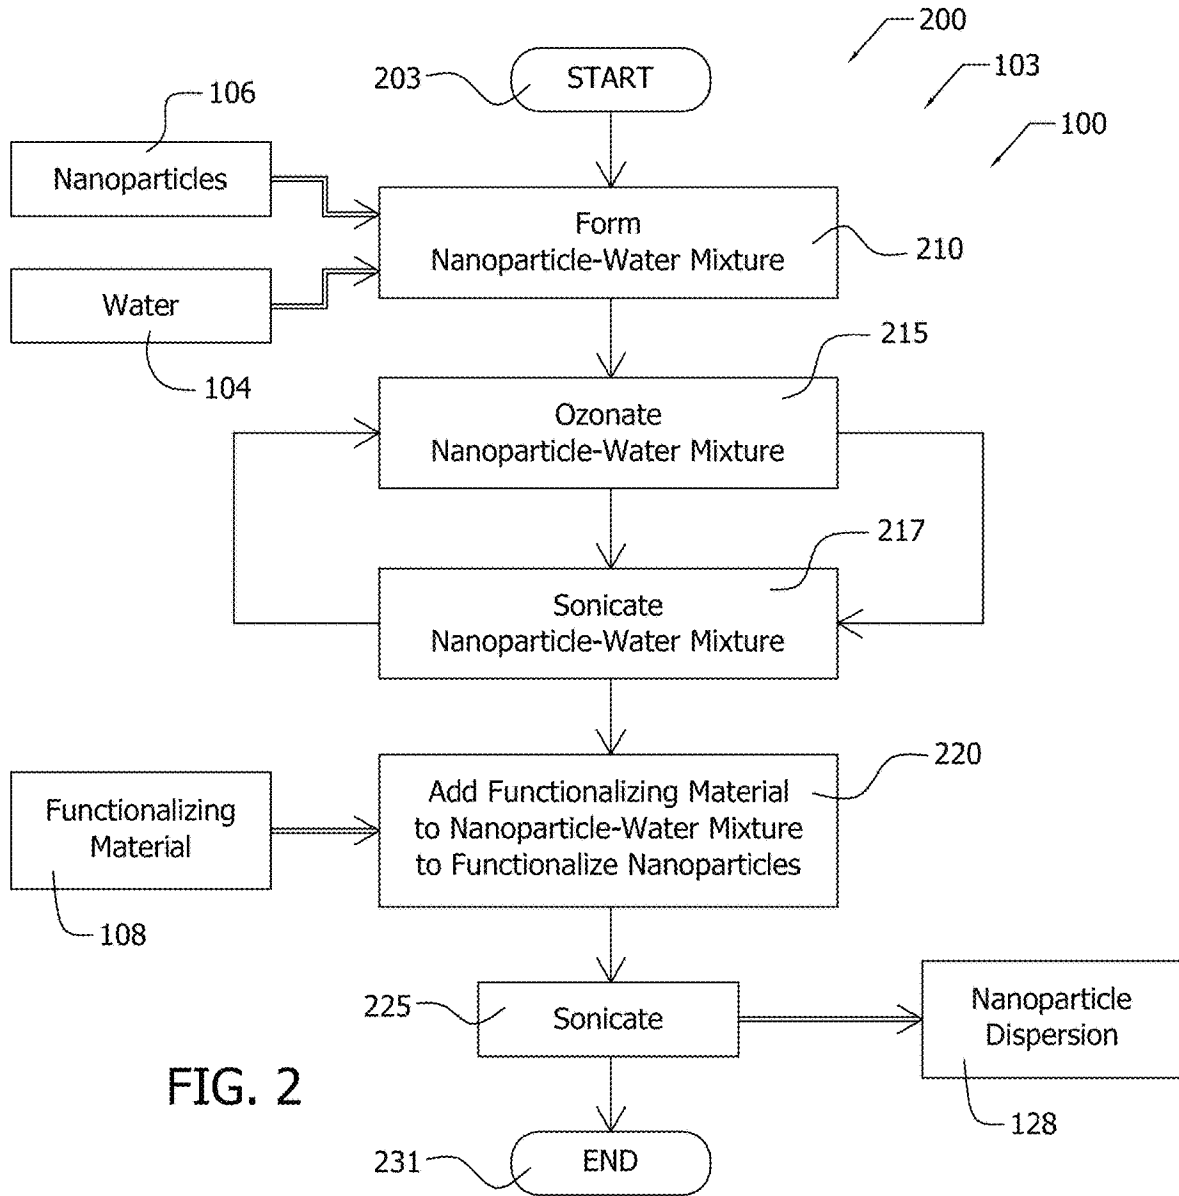 200
203
START
103
106
100
Nanoparticles
Form
Nanoparticle-Water Mixture
210
Water
104
215
Ozonate
Nanoparticle-Water Mixture
217
Sonicate
Nanoparticle-Water Mixture
220
Functionalizing
Material
Add Functionalizing Material
to Nanoparticle-Water Mixture
to Functionalize Nanoparticles
108
225
Sonicate
Nanoparticle
Dispersion
FIG. 2
128
231
END